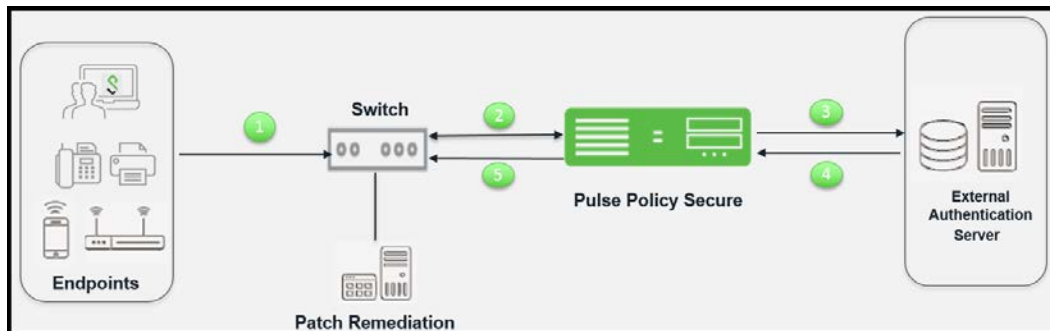 1
Switch
2
3
5
4
Pulse Policy Secure
External
Authentication
Server
Endpoints
Patch Remediation